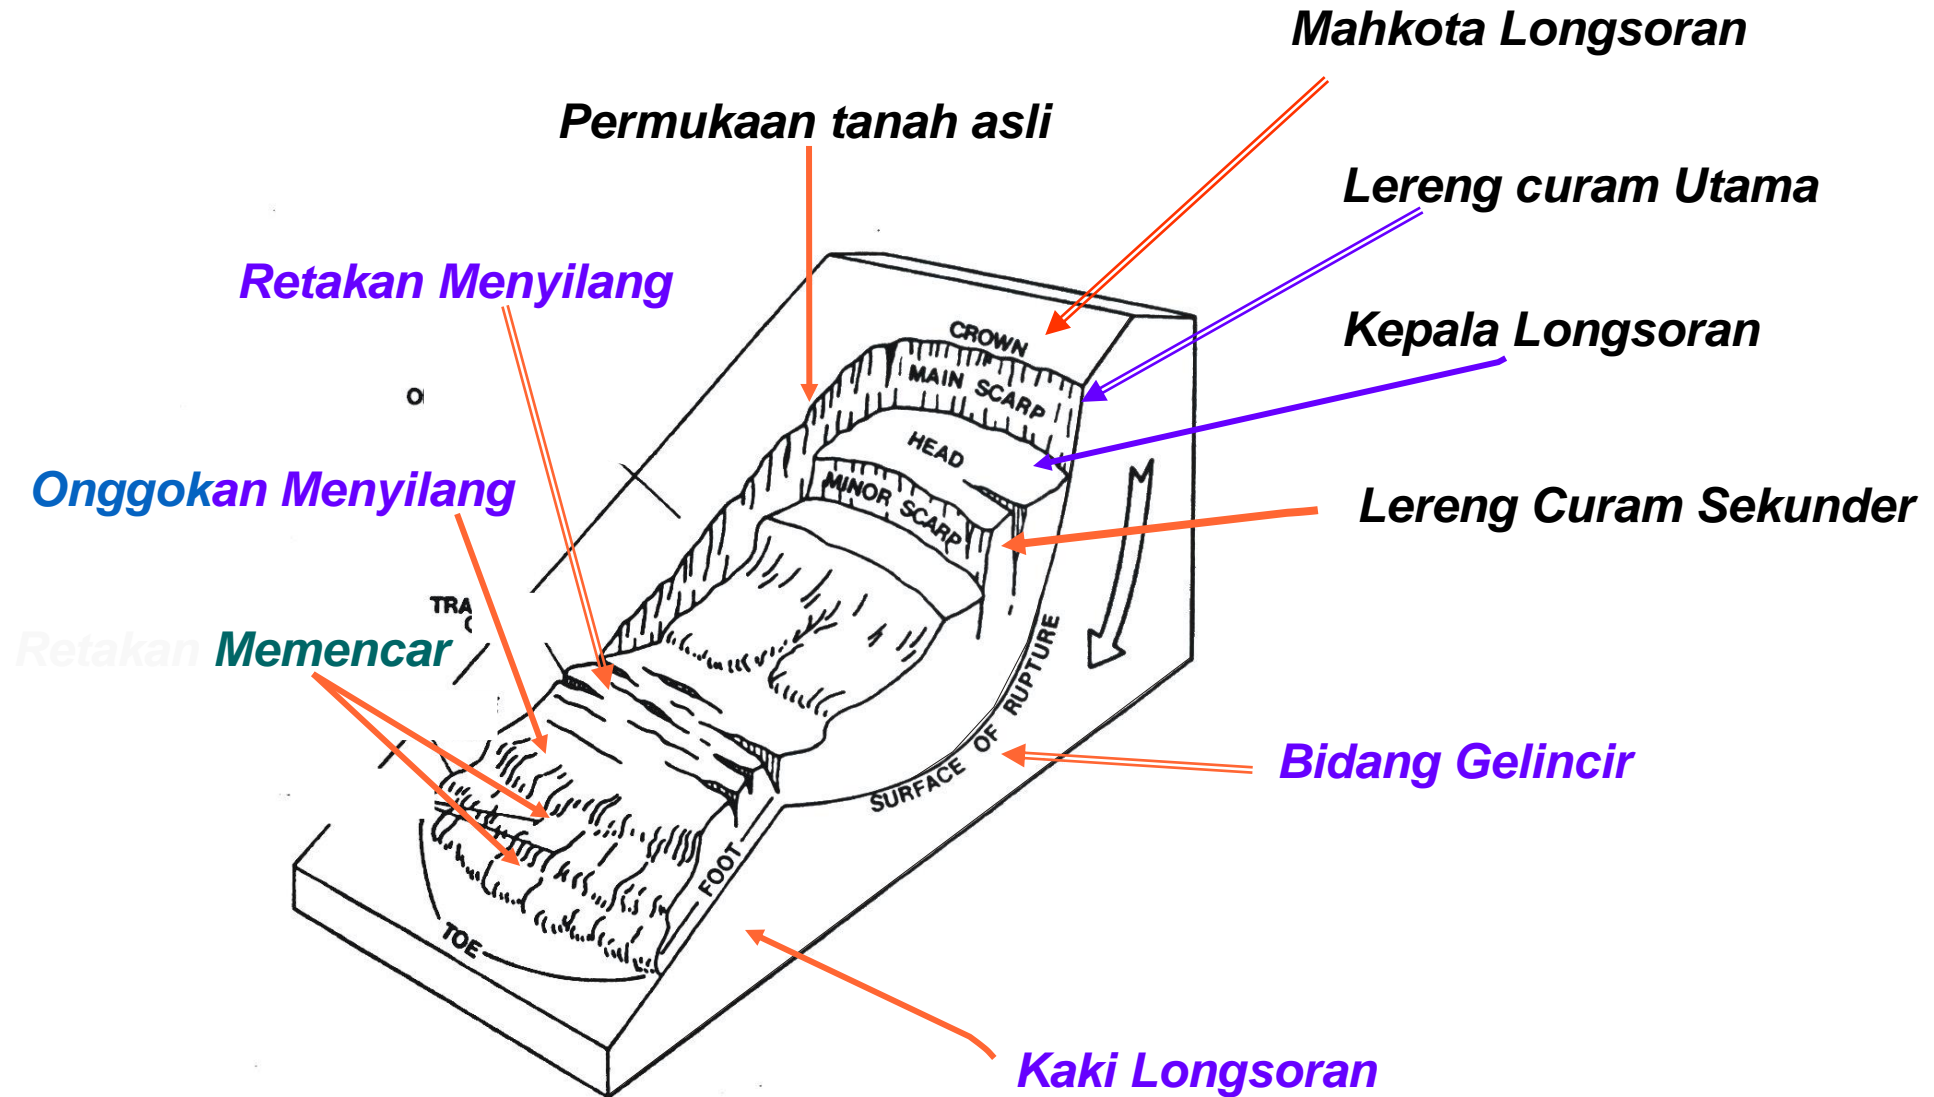 Mahkota Longsoran
Permukaan tanah asli
Lereng curam Utama
Retakan Menyilang
Kepala Longsoran
CROWN
MAIN SCARP
HEAD
MINOR SCARP
Onggokan Menyilang
Lereng Curam Sekunder
TRA
Retakan Memencar
SURFACE OF RUPTURE
Bidang Gelincir
FOOT
TOE
Kaki Longsoran